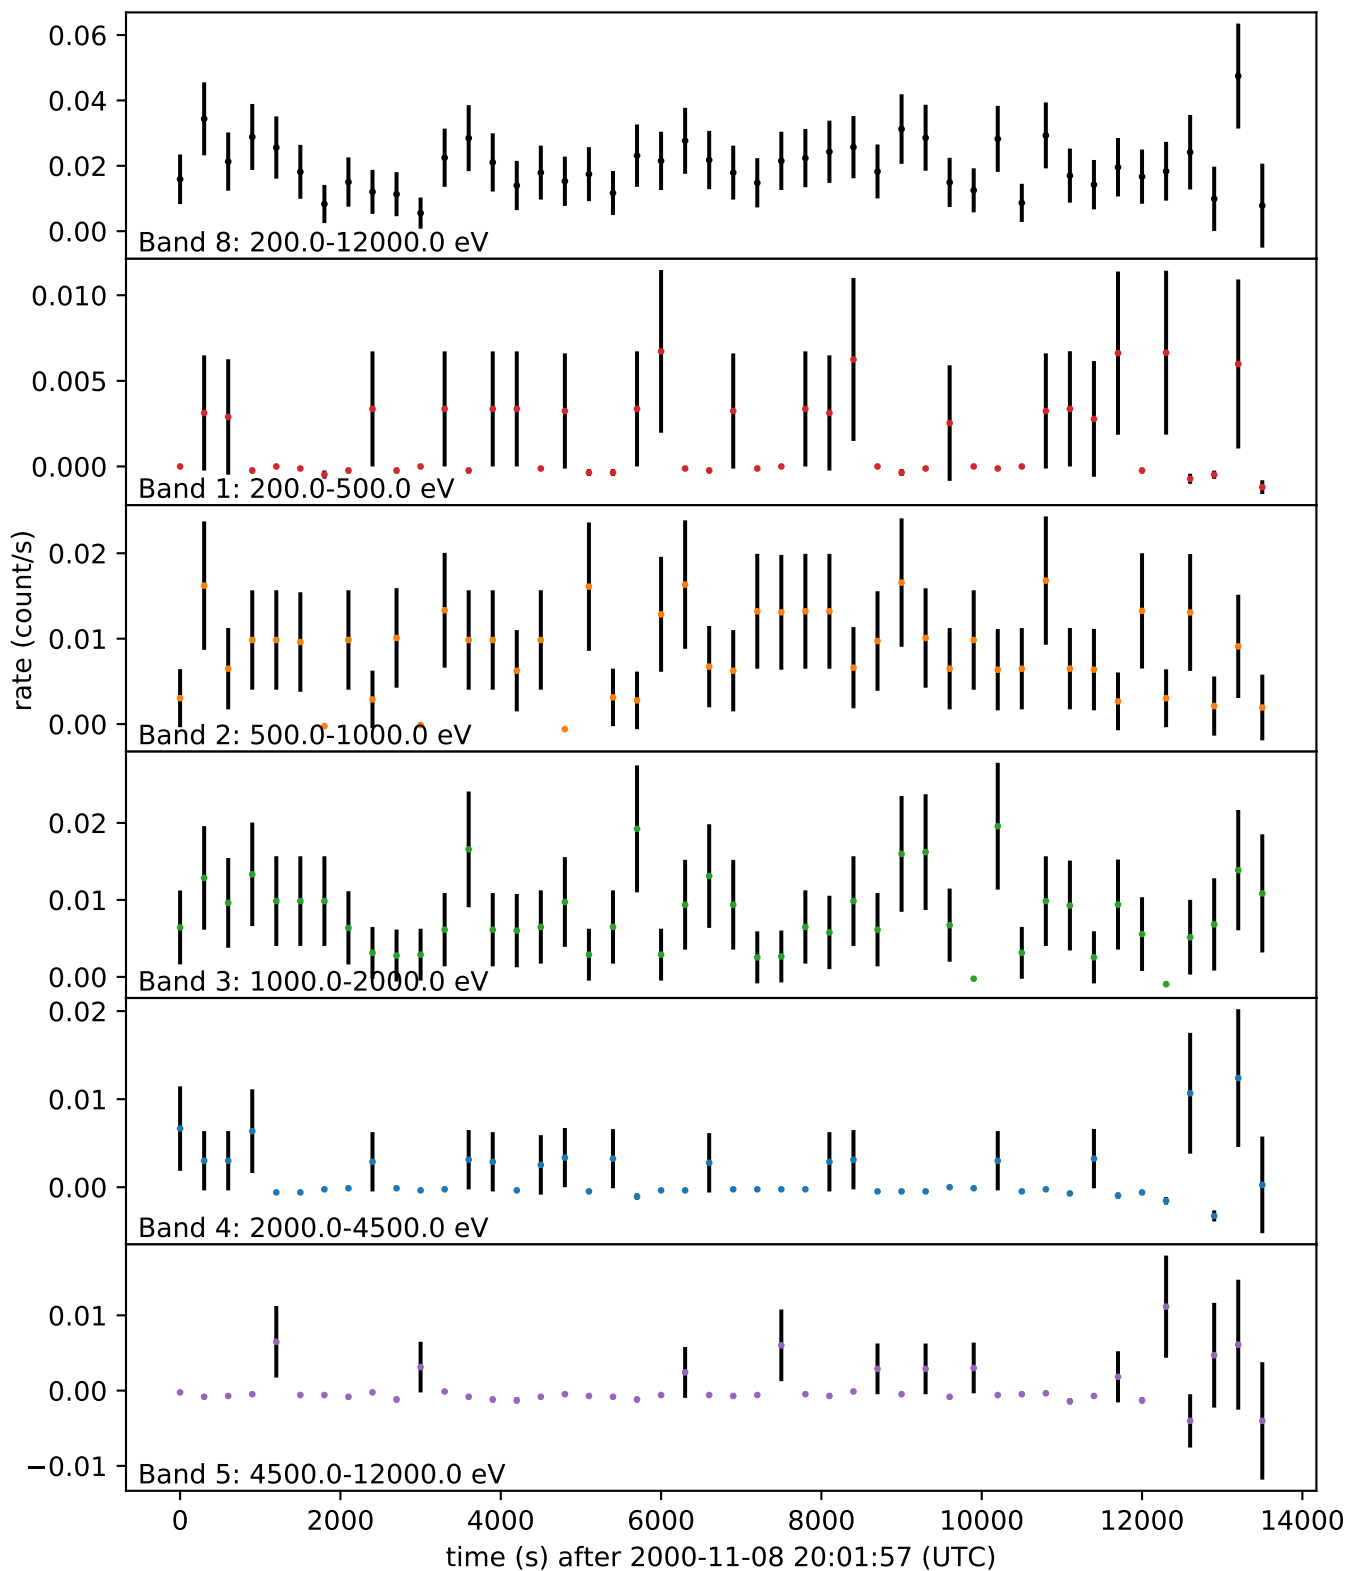 0.06
0.04
0.02
0.00
Band 8: 200.0-12000.0 eV
0.010
0.005
0.000
Band 1: 200.0-500.0 eV
rate (count/s)
0.02
0.01
0.00
Band 2: 500.0-1000.0 eV
0.02
0.01
0.00
Band 3: 1000.0-2000.0 eV
0.02
0.01
0.00
Band 4: 2000.0-4500.0 eV
0.01
0.00
−0.01
Band 5: 4500.0-12000.0 eV
0 2000 4000 6000 8000 10000 12000 14000
time (s) after 2000-11-08 20:01:57 (UTC)